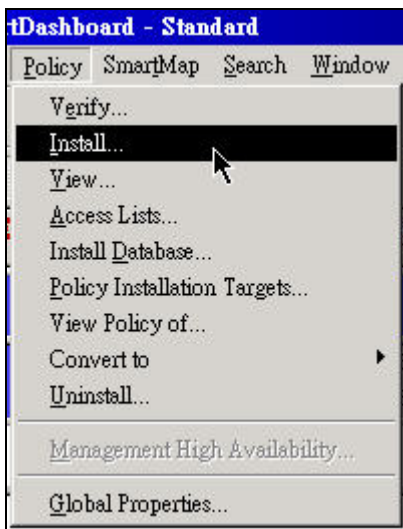 tDashboard - Standard
Policy SmartMap Search Window
Verify...
Install...
View...
Access Lists...
Install Database...
Policy Installation Targets...
View Policy of...
Convert to
Uninstall...
Management High Availability...
Global Properties...